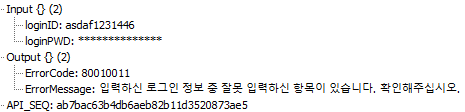 Input {} (2)
loginID: asdaf1231446
loginPWD: **************
Output {} (2)
ErrorCode: 80010011
ErrorMessage: 입력하신 로그인 정보 중 잘못 입력하신 항목이 있습니다. 확인해주십시오.
API_SEQ: ab7bac63b4db6aeb82b11d3520873ae5